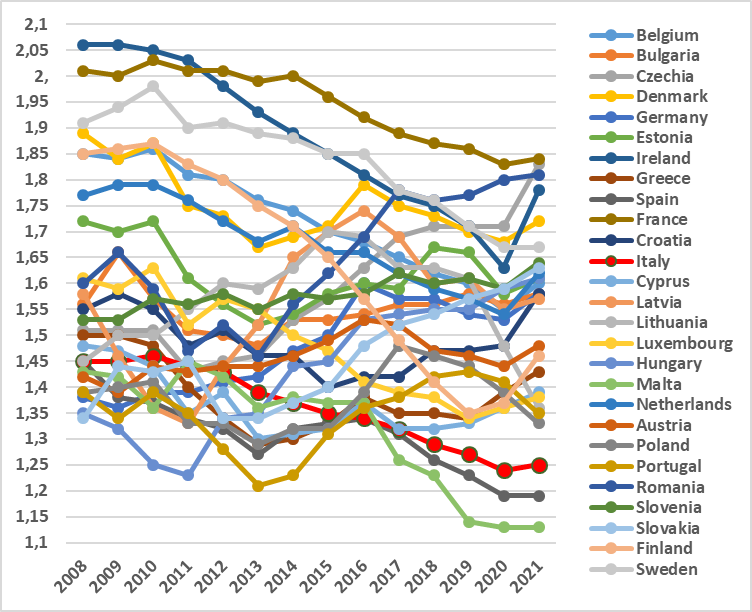 2,1
2,05
2,
1,95
1,9
1,85
1,8
1,75
1,7
1,65
1,6
1,55
1,5
1,45
1,4
1,35
1,3
1,25
1,2
1,15
1,1
2008 2009 2010 2011 2012 2013 2014 2015 2016 2017 2018 2019 2020 2021
Belgium
Bulgaria
Czechia
Denmark
Germany
Estonia
Ireland
Greece
Spain
France
Croatia
Italy
Cyprus
Latvia
Lithuania
Luxembourg
Hungary
Malta
Netherlands
Austria
Poland
Portugal
Romania
Slovenia
Slovakia
Finland
Sweden